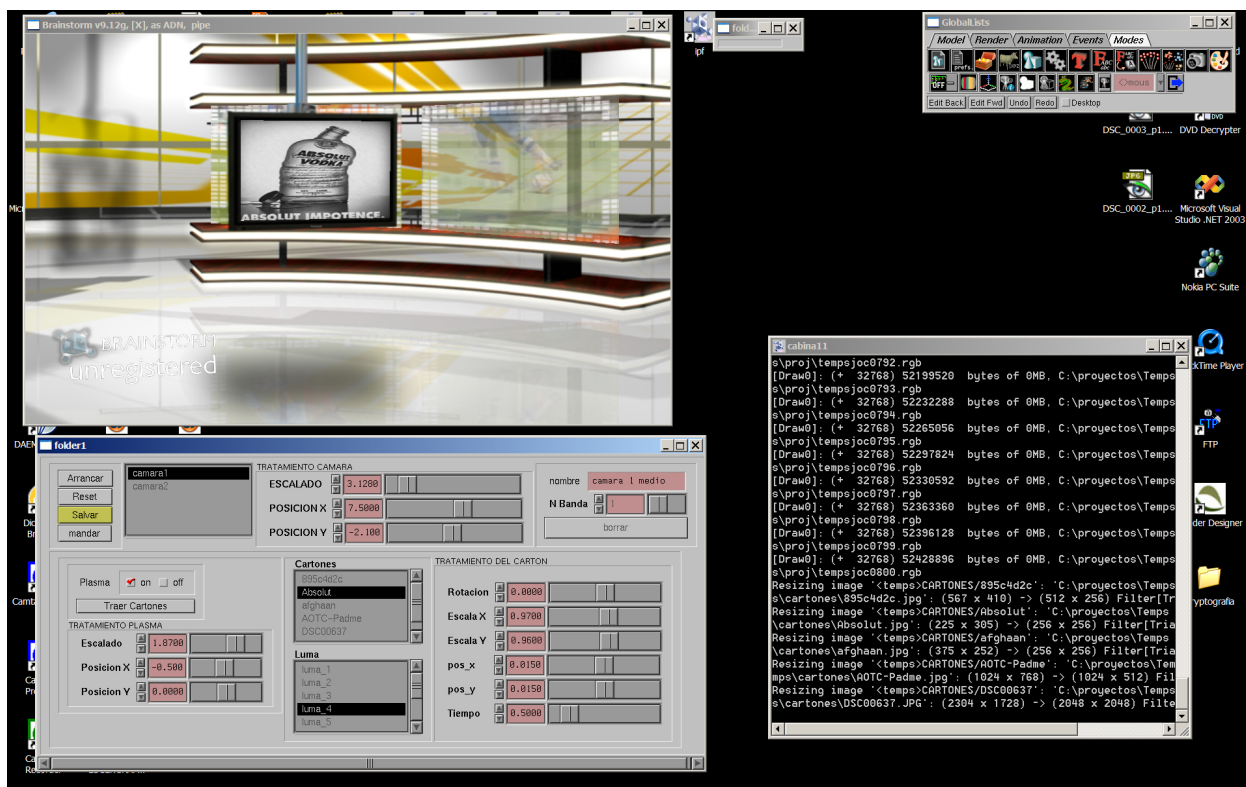 Brainstorm v9.12g, [X], as ADN, pipe
ABSOLUT
VODKA
ABSOLUT IMPOTENCE.
BRAINSTORM
unregistered
ipf
fold...
GlobalLists
Model
Render
Animation
Events
Modes
prefs.
OFF
Edit Back
Edit Fwd
Undo
Redo
Desktop
DSC_0003_p1....
DVD Decrypter
JPG
DSC_0002_p1....
Microsoft Visual
Studio .NET 2003
Nokia PC Suite
ckTime Player
FTP
FTP
der Designer
yptografia
cabina11
s\proj\tempsjoc0792.rgb
[Draw0]: (+  32768) 52199520  bytes of 0MB, C:\proyectos\Temps
s\proj\tempsjoc0793.rgb
[Draw0]: (+  32768) 52232288  bytes of 0MB, C:\proyectos\Temps
s\proj\tempsjoc0794.rgb
[Draw0]: (+  32768) 52265056  bytes of 0MB, C:\proyectos\Temps
s\proj\tempsjoc0795.rgb
[Draw0]: (+  32768) 52297824  bytes of 0MB, C:\proyectos\Temps
s\proj\tempsjoc0796.rgb
[Draw0]: (+  32768) 52330592  bytes of 0MB, C:\proyectos\Temps
s\proj\tempsjoc0797.rgb
[Draw0]: (+  32768) 52363360  bytes of 0MB, C:\proyectos\Temps
s\proj\tempsjoc0798.rgb
[Draw0]: (+  32768) 52396128  bytes of 0MB, C:\proyectos\Temps
s\proj\tempsjoc0799.rgb
[Draw0]: (+  32768) 52428896  bytes of 0MB, C:\proyectos\Temps
s\proj\tempsjoc0800.rgb
Resizing image '<temps>CARTONES/895c4d2c': 'C:\proyectos\Temp
s\cartones\895c4d2c.jpg': (567 x 410) -> (512 x 256) Filter[Tr
Resizing image '<temps>CARTONES/Absolut': 'C:\proyectos\Temps
\cartones\Absolut.jpg': (225 x 305) -> (256 x 256) Filter[Tria
Resizing image '<temps>CARTONES/afghaan': 'C:\proyectos\Temps
\cartones\afghaan.jpg': (375 x 252) -> (256 x 256) Filter[Tria
Resizing image '<temps>CARTONES/AOTC-Padme': 'C:\proyectos\Tem
mps\cartones\AOTC-Padme.jpg': (1024 x 768) -> (1024 x 512) Fil
Resizing image '<temps>CARTONES/DSC00637': 'C:\proyectos\Temps
s\cartones\DSC00637.JPG': (2304 x 1728) -> (2048 x 2048) Filte
folder1
Arrancar
Reset
Salvar
mandar
camara1
camara2
TRATAMIENTO CAMARA
ESCALADO 3.1280
POSICION X 7.5000
POSICION Y -2.100
nombre camara 1 medio
N Banda 1
borrar
Plasma on off
Traer Cartones
TRATAMIENTO PLASMA
Escalado 1.8700
Posicion X -0.500
Posicion Y 0.0000
Cartones
895c4d2c
Absolut
afghaan
AOTC-Padme
DSC00637
Luma
luma_1
luma_2
luma_3
luma_4
luma_5
TRATAMIENTO DEL CARTON
Rotacion 0.0000
Escala X 0.9700
Escala Y 0.9600
pos_x 0.0150
pos_y 0.0150
Tiempo 0.5000